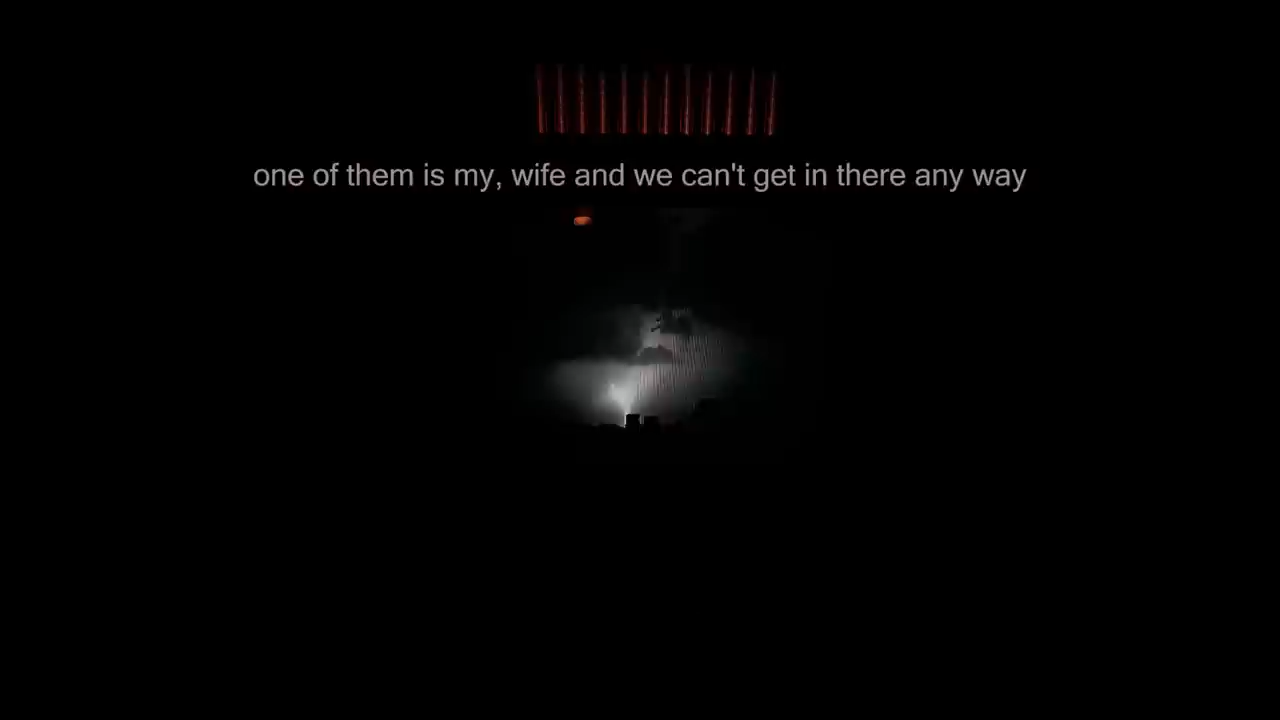 one of them is my, wife and we can't get in there any way